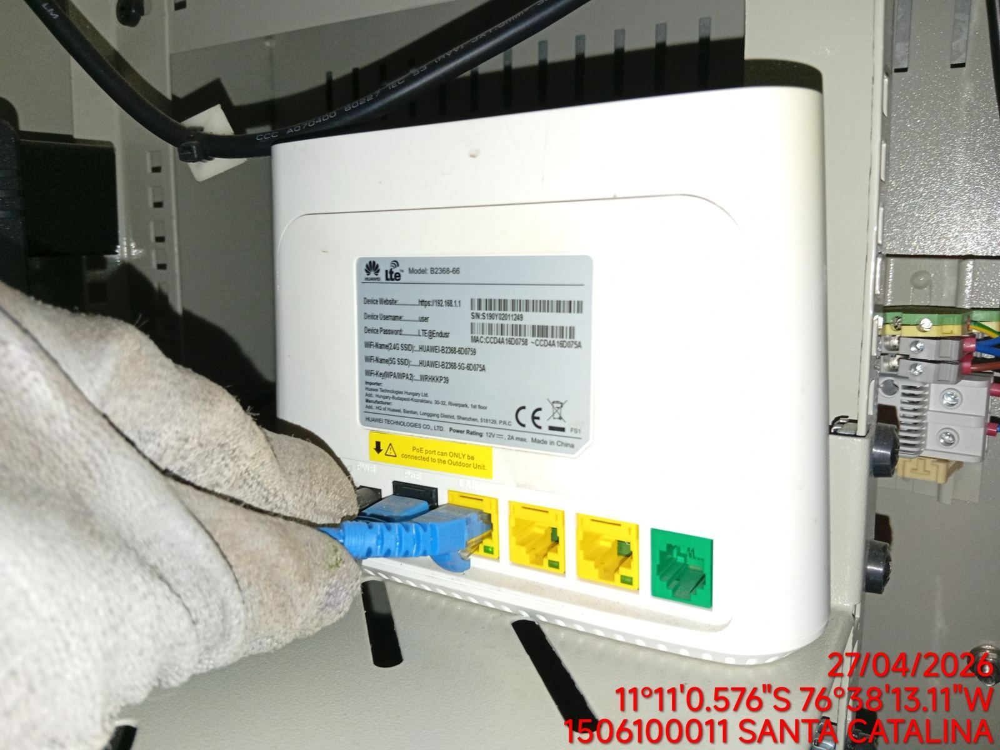 LM
CCC A070400 60227 IEC 53 (RVV) 3X1.0MM2
HUAWEI
Lte
Model: B2368-66
Device Website:............https://192.168.1.1
Device Username:............user
Device Password:............LTE@Endusr
WiFi-Name(2.4G SSID):...HUAWEI-B2368-6D0759
WiFi-Name(5G SSID):.....HUAWEI-B2368-5G-6D075A
WiFi-Key(WPA/WPA2):....WRHKKP39
S/N:S190Y02011249
MAC:CCD4A16D0758 ~CCD4A16D075A
Importer:
Huawei Technologies Hungary Ltd.
Add.: Hungary-Budapest-Kozraktaru. 30-32, Riverpark, 1st floor
Manufacturer:
Add.: HQ of Huawei, Bantian, Longgang District, Shenzhen, 518129, P.R.C
HUAWEI TECHNOLOGIES CO., LTD. Power Rating: 12V⎓, 2A max. Made in China
CE
FS1
PoE port can ONLY be
connected to the Outdoor Unit.
27/04/2026
11°11'0.576"S 76°38'13.11"W
1506100011 SANTA CATALINA